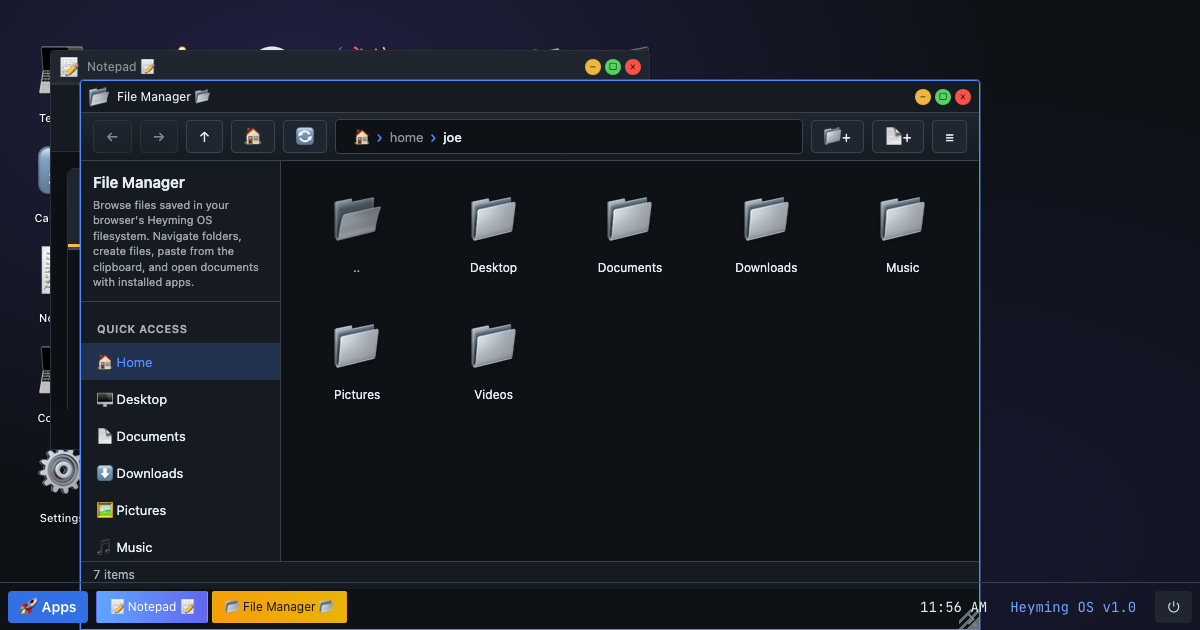 Notepad
File Manager
home › joe
+
+
≡
File Manager
Browse files saved in your
browser's Heyming OS
filesystem. Navigate folders,
create files, paste from the
clipboard, and open documents
with installed apps.
QUICK ACCESS
Home
Desktop
Documents
Downloads
Pictures
Music
..
Desktop
Documents
Downloads
Music
Pictures
Videos
7 items
Settings
Apps
Notepad
File Manager
11:56 AM
Heyming OS v1.0